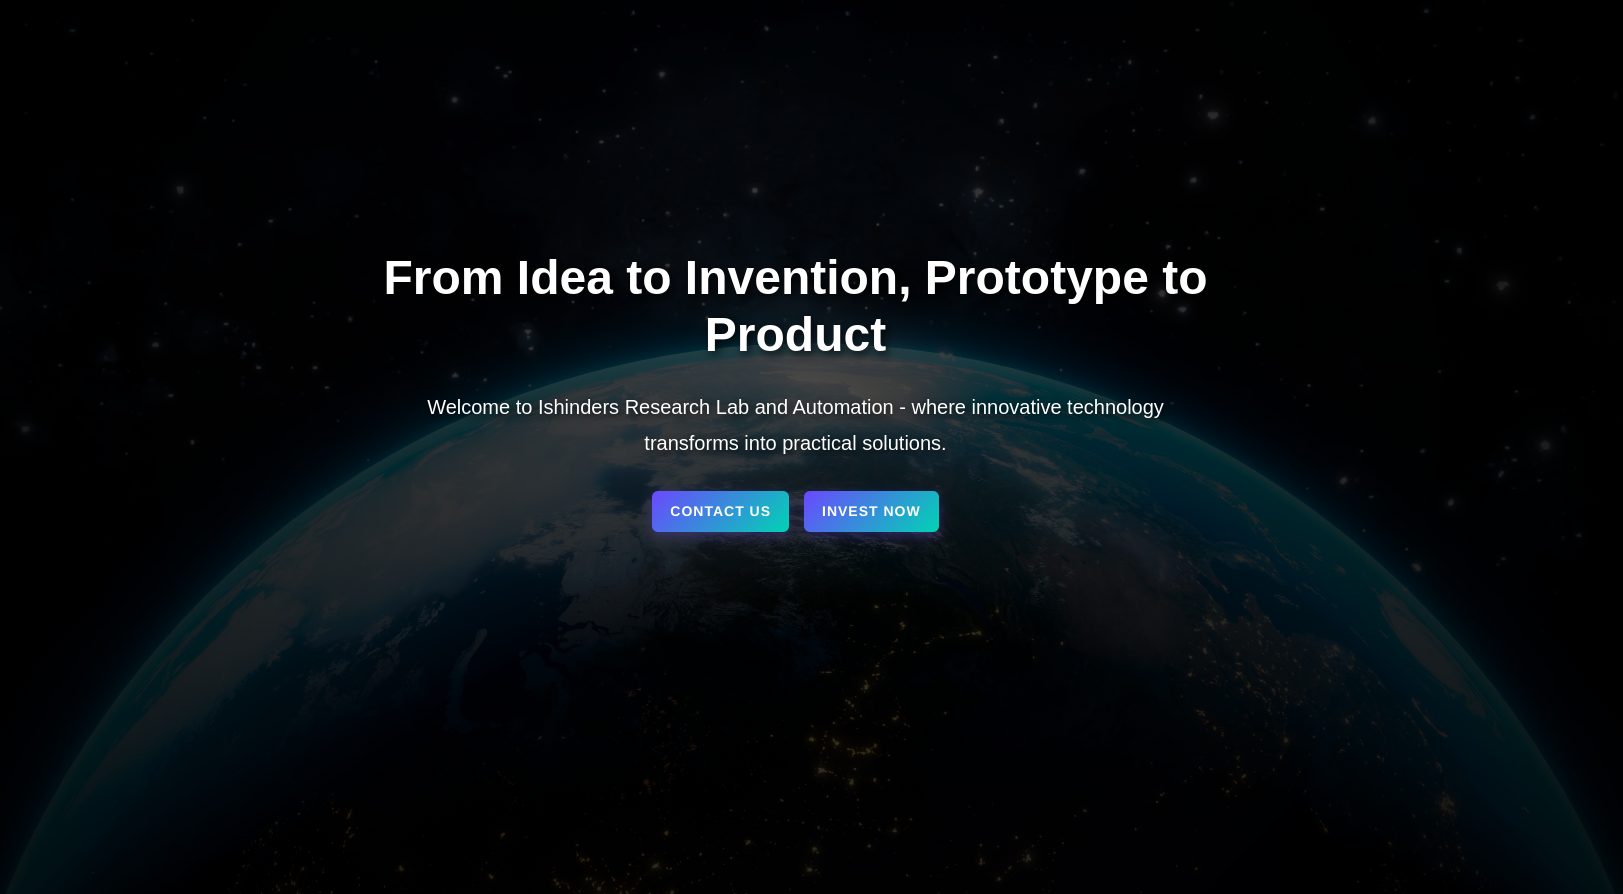 From Idea to Invention, Prototype to
Product
Welcome to Ishinders Research Lab and Automation - where innovative technology
transforms into practical solutions.
CONTACT US
INVEST NOW